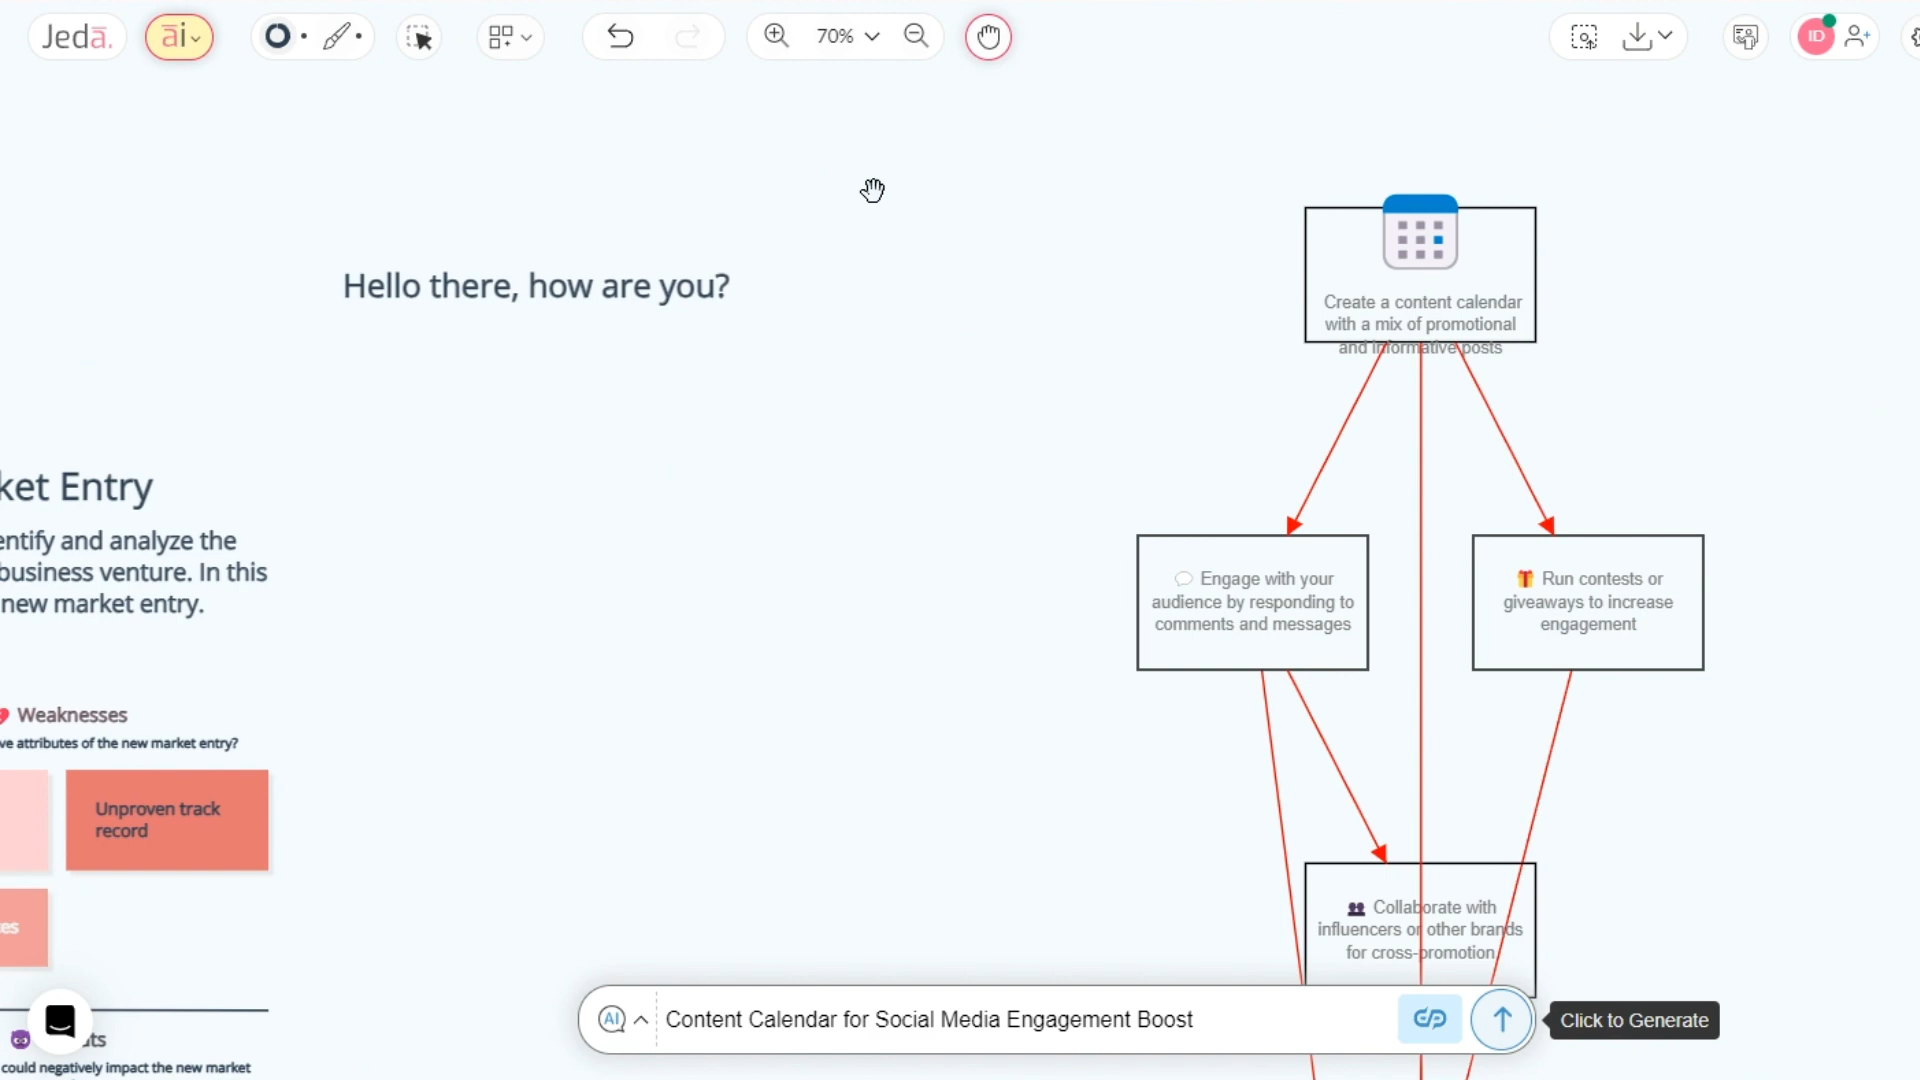 Jedā.
āi
70%
ID
Hello there, how are you?
Create a content calendar
with a mix of promotional
and informative posts
ket Entry
entify and analyze the
business venture. In this
new market entry.
Engage with your
audience by responding to
comments and messages
Run contests or
giveaways to increase
engagement
Weaknesses
ve attributes of the new market entry?
Unproven track
record
Collaborate with
influencers or other brands
for cross-promotion
es
AI
Content Calendar for Social Media Engagement Boost
Click to Generate
ts
could negatively impact the new market